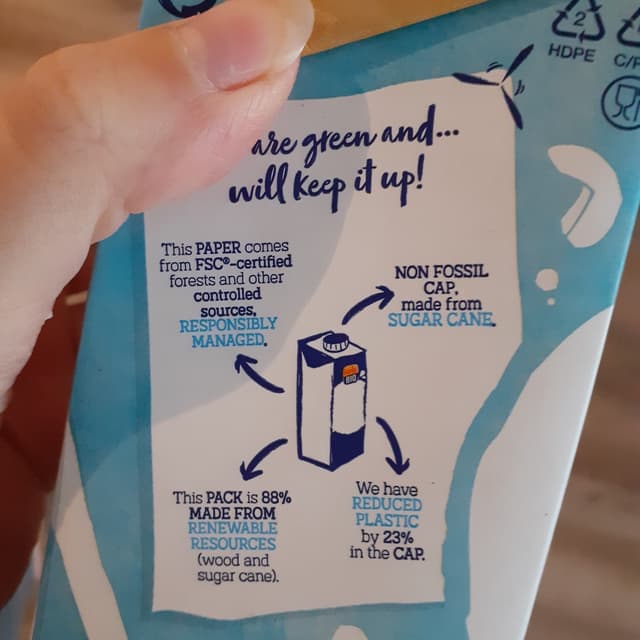 2
HDPE
C/P
are green and...
will keep it up!
This PAPER comes
from FSC®-certified
forests and other
controlled
sources,
RESPONSIBLY
MANAGED.
NON FOSSIL
CAP,
made from
SUGAR CANE.
BIO
This PACK is 88%
MADE FROM
RENEWABLE
RESOURCES
(wood and
sugar cane).
We have
REDUCED
PLASTIC
by 23%
in the CAP.